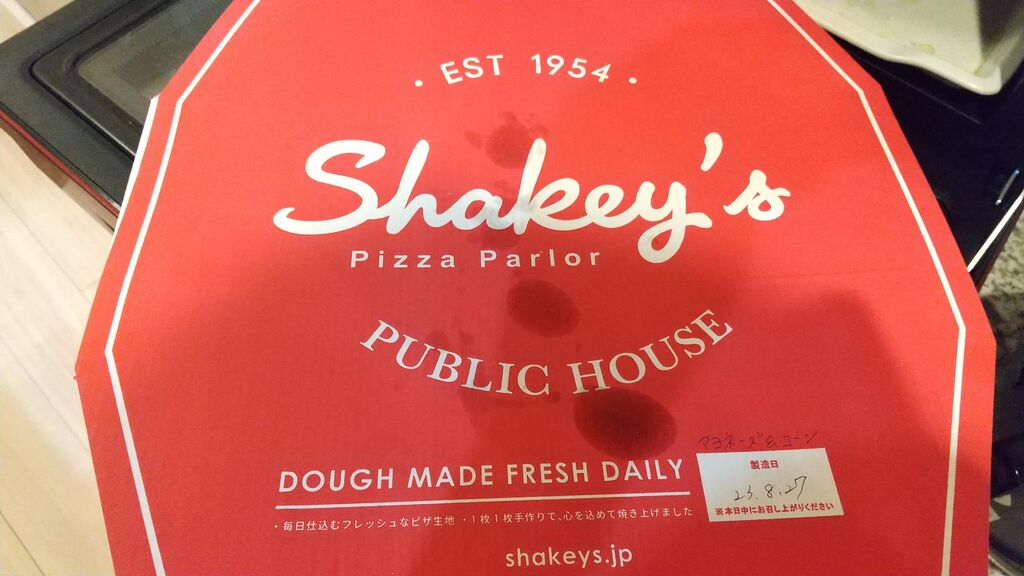 · EST 1954 ·
Shakey's
Pizza Parlor
PUBLIC HOUSE
DOUGH MADE FRESH DAILY
・毎日仕込むフレッシュなピザ生地 ・1枚1枚手作りで、心を込めて焼き上げました
マヨネーズ&コーン
製造日
23.8.27
※本日中にお召し上がりください
shakeys.jp